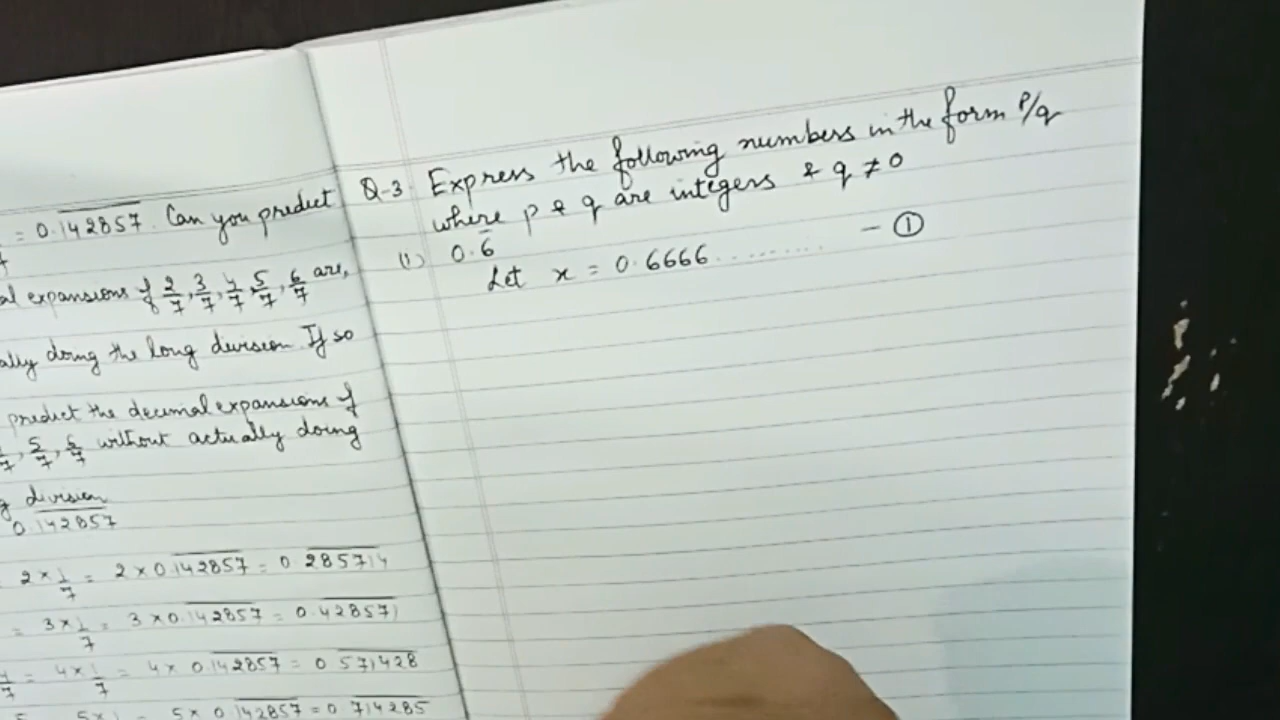 = 0.142857. Can you predict
al expansions of 2/7, 3/7, 4/7, 5/7, 6/7 are,
ally doing the long division If so
predict the decimal expansions of
5/7, 6/7 without actually doing
division
0.142857
2 × 1/7 = 2 × 0.142857 = 0.285714
= 3 × 1/7 = 3 × 0.142857 = 0.428571
4/7 = 4 × 1/7 = 4 × 0.142857 = 0.571428
5 × 0.142857 = 0.714285
Q-3. Express the following numbers in the form P/q
where p & q are integers & q ≠ 0
(i) 0.6̄
Let x = 0.6666......... — ①